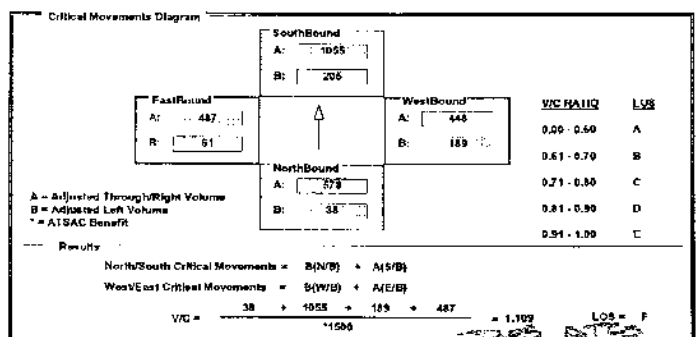 Critical Movements Diagram
SouthBound
A: 1055
B: 205
EastBound
A: 487
B: 61
WestBound
A: 448
B: 189
NorthBound
A: 578
B: 38
V/C RATIO LOS
0.00 - 0.60 A
0.61 - 0.70 B
0.71 - 0.80 C
0.81 - 0.90 D
0.91 - 1.00 E
A = Adjusted Through/Right Volume
B = Adjusted Left Volume
* = ATSAC Benefit
Results
North/South Critical Movements = B(N/B) + A(S/B)
West/East Critical Movements = B(W/B) + A(E/B)
V/C = 38 + 1055 + 189 + 487 = 1.109 LOS = F
*1500